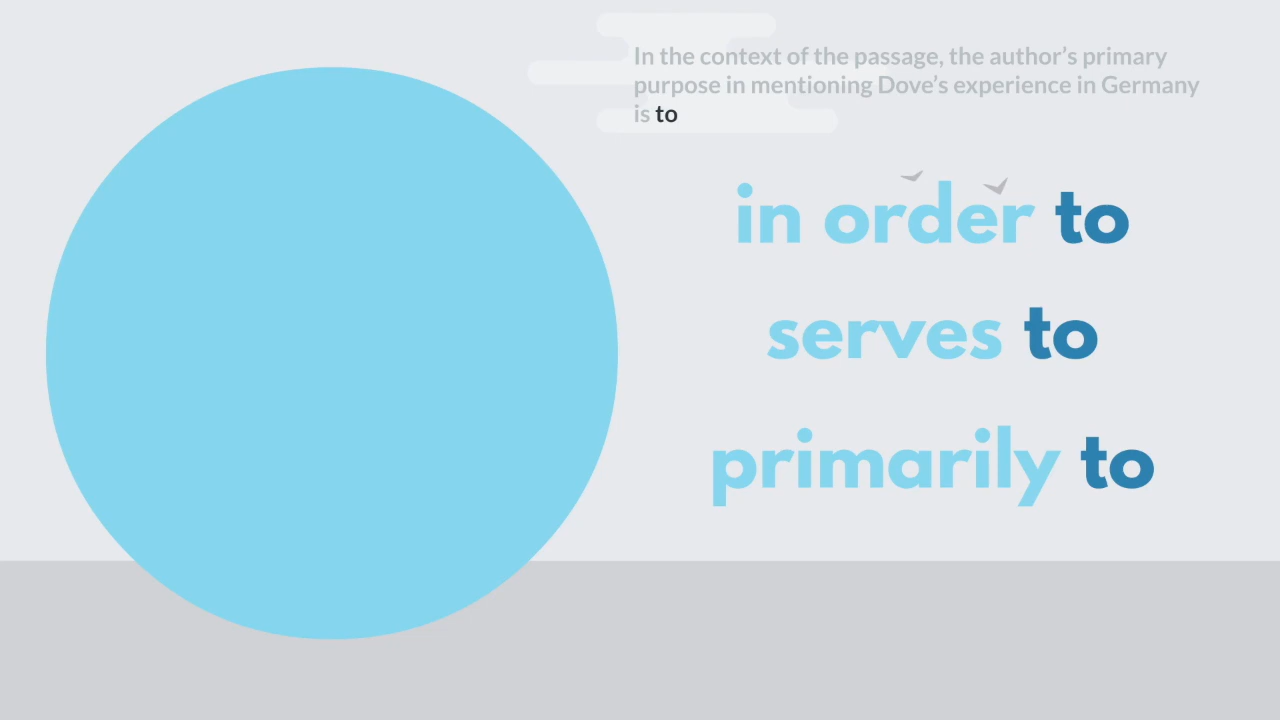 In the context of the passage, the author’s primary
purpose in mentioning Dove’s experience in Germany
is to
in order to
serves to
primarily to